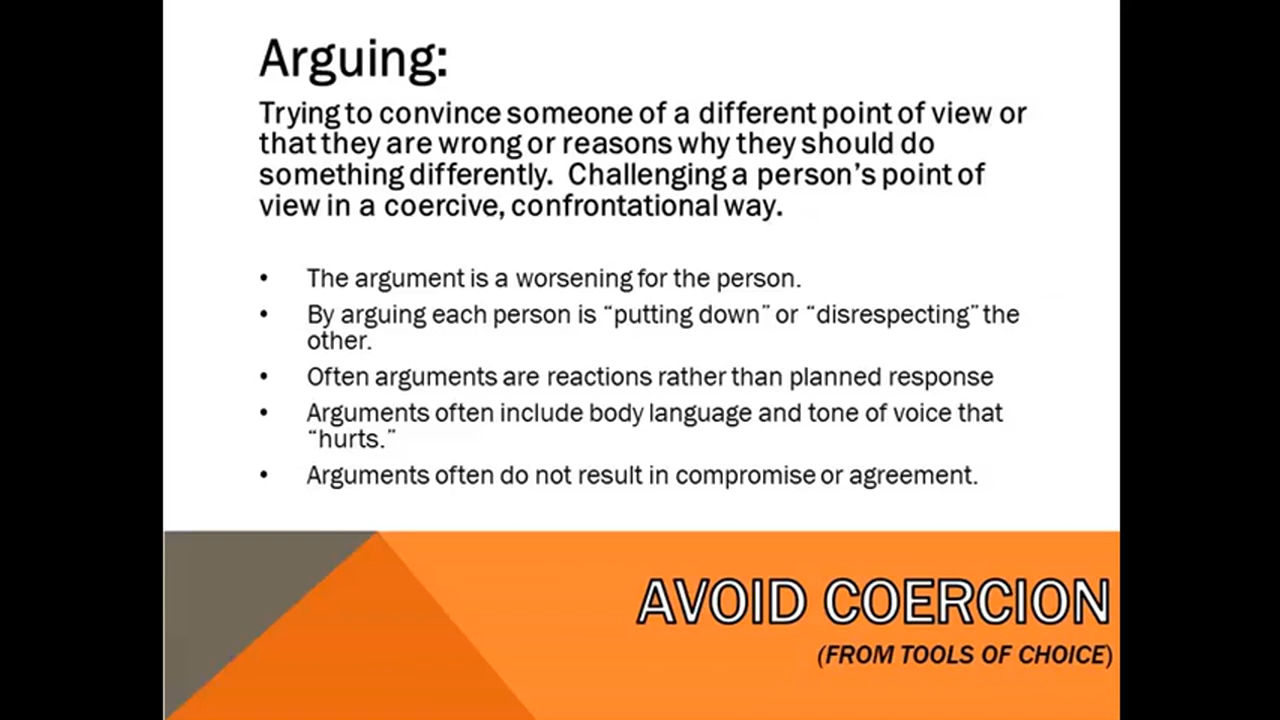 Arguing:
Trying to convince someone of a different point of view or
that they are wrong or reasons why they should do
something differently.  Challenging a person's point of
view in a coercive, confrontational way.
• The argument is a worsening for the person.
• By arguing each person is “putting down” or “disrespecting” the
other.
• Often arguments are reactions rather than planned response
• Arguments often include body language and tone of voice that
“hurts.”
• Arguments often do not result in compromise or agreement.
AVOID COERCION
(FROM TOOLS OF CHOICE)